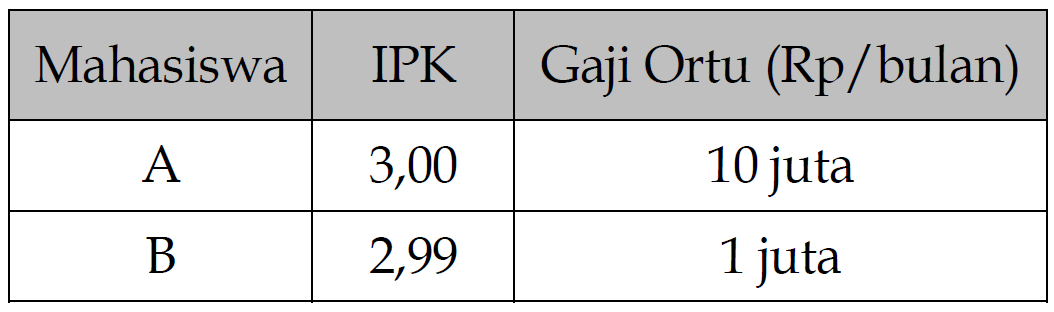 Mahasiswa IPK Gaji Ortu (Rp/bulan)
A 3,00 10 juta
B 2,99 1 juta